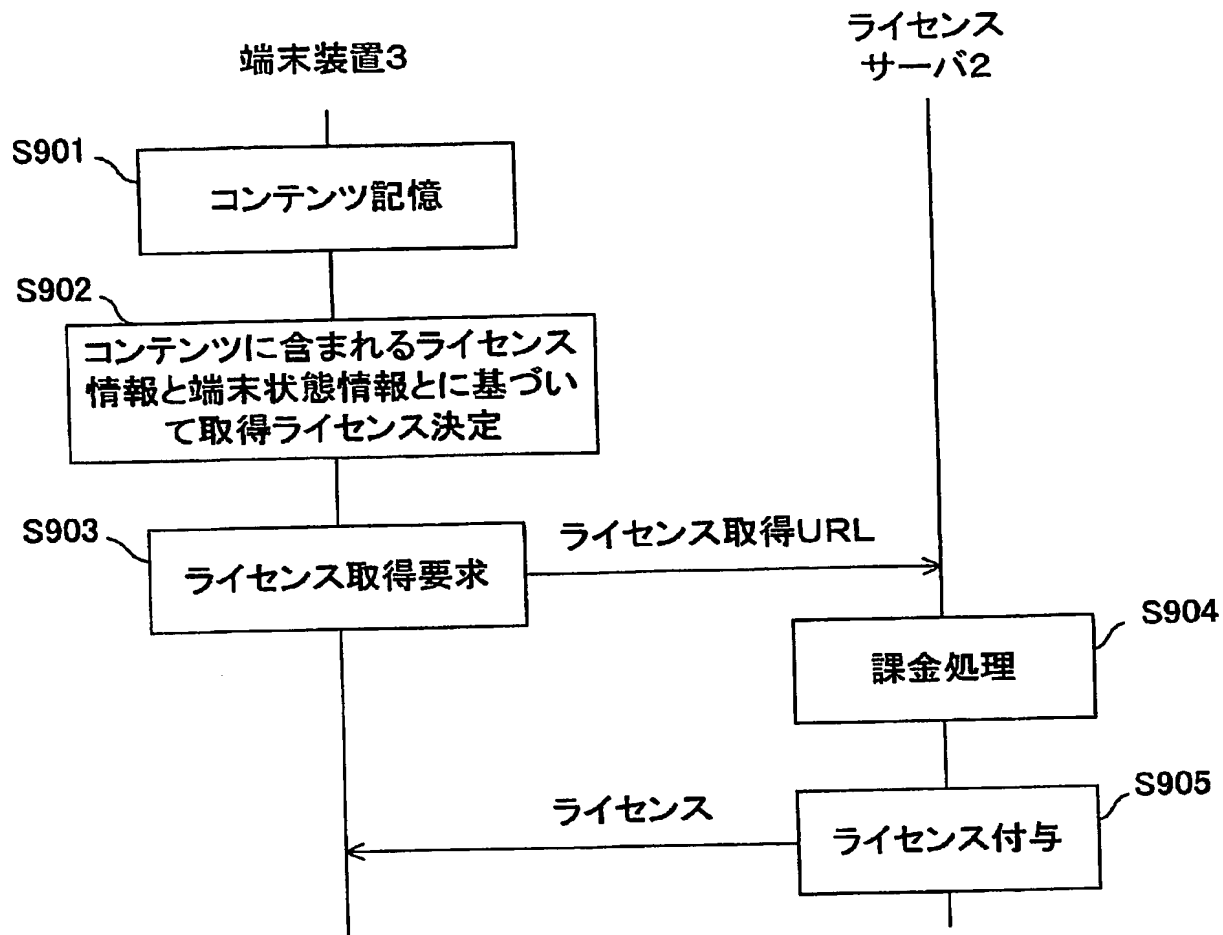 端末装置3
ライセンス
サーバ2
S901
コンテンツ記憶
S902
コンテンツに含まれるライセンス
情報と端末状態情報とに基づい
て取得ライセンス決定
S903
ライセンス取得要求
ライセンス取得URL
S904
課金処理
S905
ライセンス
ライセンス付与